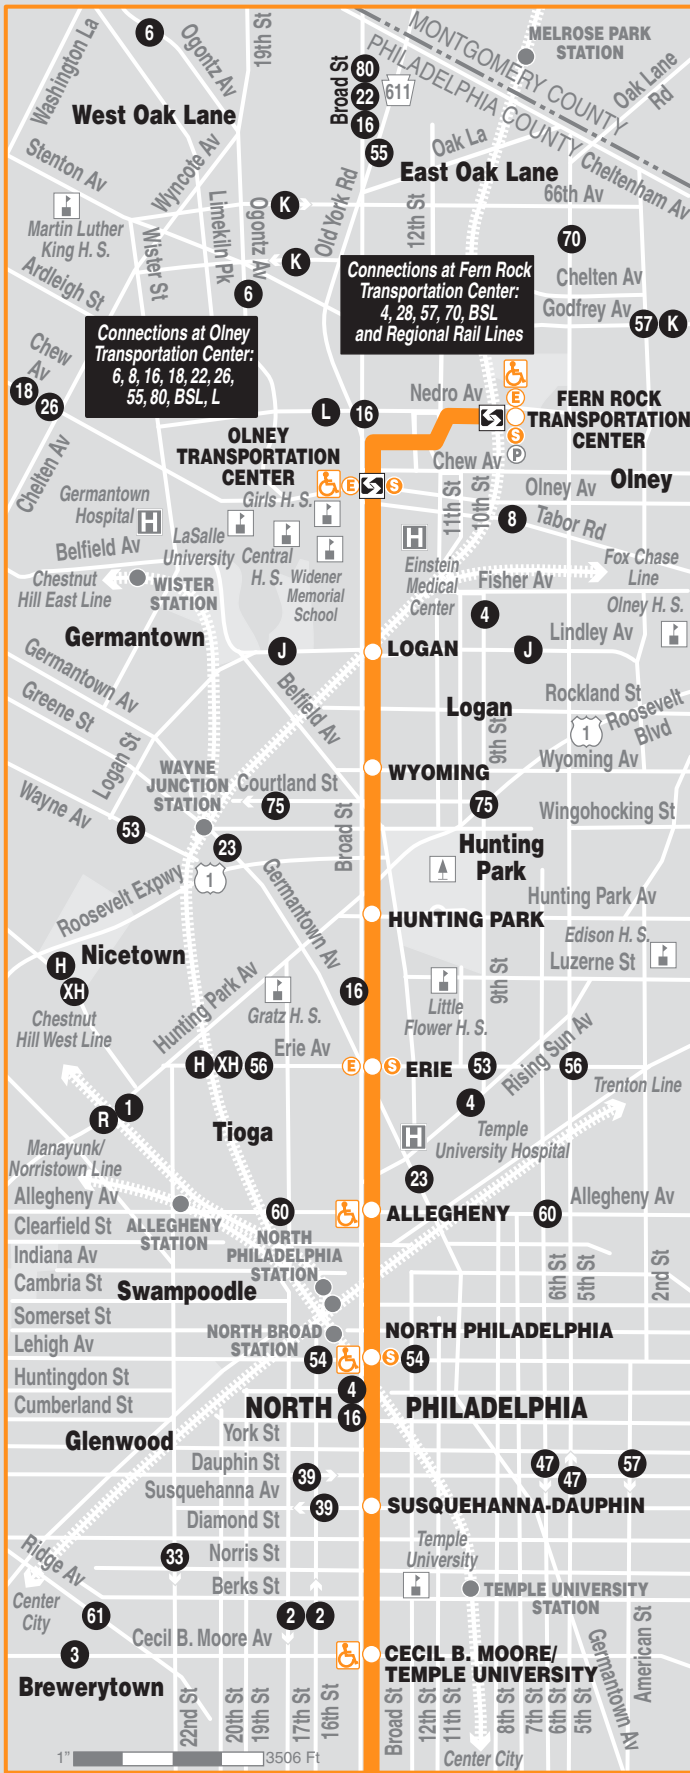 6
Ogontz Av
19th St
Washington La
Broad St
80
22
16
55
611
MELROSE PARK
STATION
MONTGOMERY COUNTY
PHILADELPHIA COUNTY
Oak Lane
Rd
West Oak Lane
Stenton Av
Wyncote Av
Oak La
East Oak Lane
Cheltenham Av
66th Av
Martin Luther
King H. S.
K
Old York Rd
12th St
Wister St
Limekiln Pk
Ogontz Av
K
70
Ardleigh St
6
Chelten Av
Godfrey Av
57
K
Connections at Fern Rock
Transportation Center:
4, 28, 57, 70, BSL
and Regional Rail Lines
Connections at Olney
Transportation Center:
6, 8, 16, 18, 22, 26,
55, 80, BSL, L
Chew
Av
18
26
Chelten Av
L
16
Nedro Av
E
S
P
FERN ROCK
TRANSPORTATION
CENTER
OLNEY
TRANSPORTATION
CENTER
E
S
Chew Av
11th St
10th St
Olney
Olney Av
Tabor Rd
8
Germantown
Hospital
H
Girls H. S.
LaSalle
University
Central
H. S.
Widener
Memorial
School
H
Einstein
Medical
Center
Belfield Av
Chestnut
Hill East Line
WISTER
STATION
Fisher Av
Fox Chase
Line
Olney H. S.
4
Lindley Av
Germantown
J
LOGAN
J
Germantown Av
Greene St
Belfield Av
Logan
Rockland St
Roosevelt
Blvd
1
Logan St
9th St
WAYNE
JUNCTION
STATION
Courtland St
75
WYOMING
Wyoming Av
75
Wingohocking St
Wayne Av
53
23
Broad St
Hunting
Park
1
Roosevelt Expwy
Germantown Av
Hunting Park Av
HUNTING PARK
Edison H. S.
Luzerne St
Nicetown
H
XH
Hunting Park Av
16
9th St
Chestnut
Hill West Line
Gratz H. S.
Little
Flower H. S.
Rising Sun Av
Erie Av
H
XH
56
E
S
ERIE
53
56
Trenton Line
R
1
4
Tioga
H
Temple
University Hospital
Manayunk/
Norristown Line
23
Allegheny Av
60
ALLEGHENY
60
Allegheny Av
Clearfield St
ALLEGHENY
STATION
Indiana Av
NORTH
PHILADELPHIA
STATION
6th St
5th St
2nd St
Cambria St
Swampoodle
Somerset St
Lehigh Av
NORTH BROAD
STATION
NORTH PHILADELPHIA
54
S
54
Huntingdon St
Cumberland St
4
16
NORTH
PHILADELPHIA
Glenwood
York St
Dauphin St
39
47
47
57
Susquehanna Av
39
SUSQUEHANNA-DAUPHIN
Diamond St
Ridge Av
33
Norris St
Temple
University
Berks St
TEMPLE UNIVERSITY
STATION
Center
City
61
2
2
Cecil B. Moore Av
3
CECIL B. MOORE/
TEMPLE UNIVERSITY
Brewerytown
22nd St
20th St
19th St
17th St
16th St
Broad St
12th St
11th St
8th St
7th St
6th St
5th St
Germantown Av
American St
Center City
1"
3506 Ft